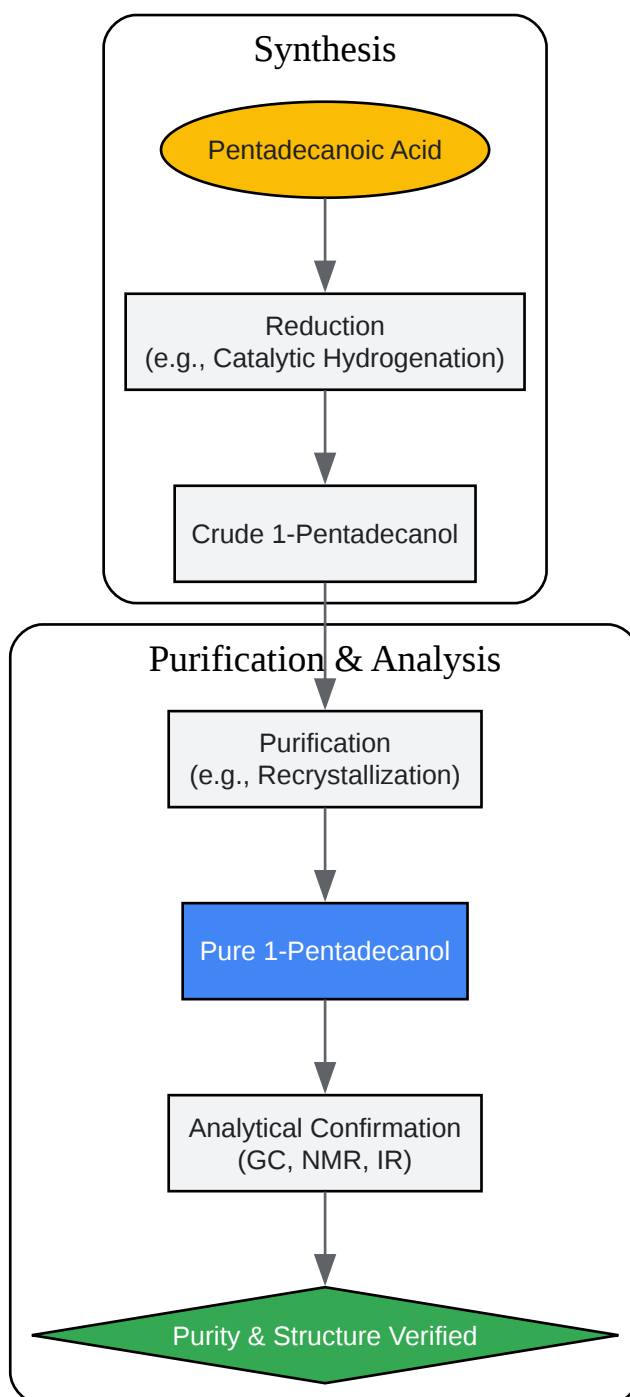 Synthesis
Pentadecanoic Acid
Reduction
(e.g., Catalytic Hydrogenation)
Crude 1-Pentadecanol
Purification & Analysis
Purification
(e.g., Recrystallization)
Pure 1-Pentadecanol
Analytical Confirmation
(GC, NMR, IR)
Purity & Structure Verified